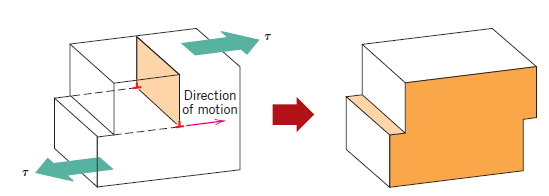 τ
Direction
of motion
τ